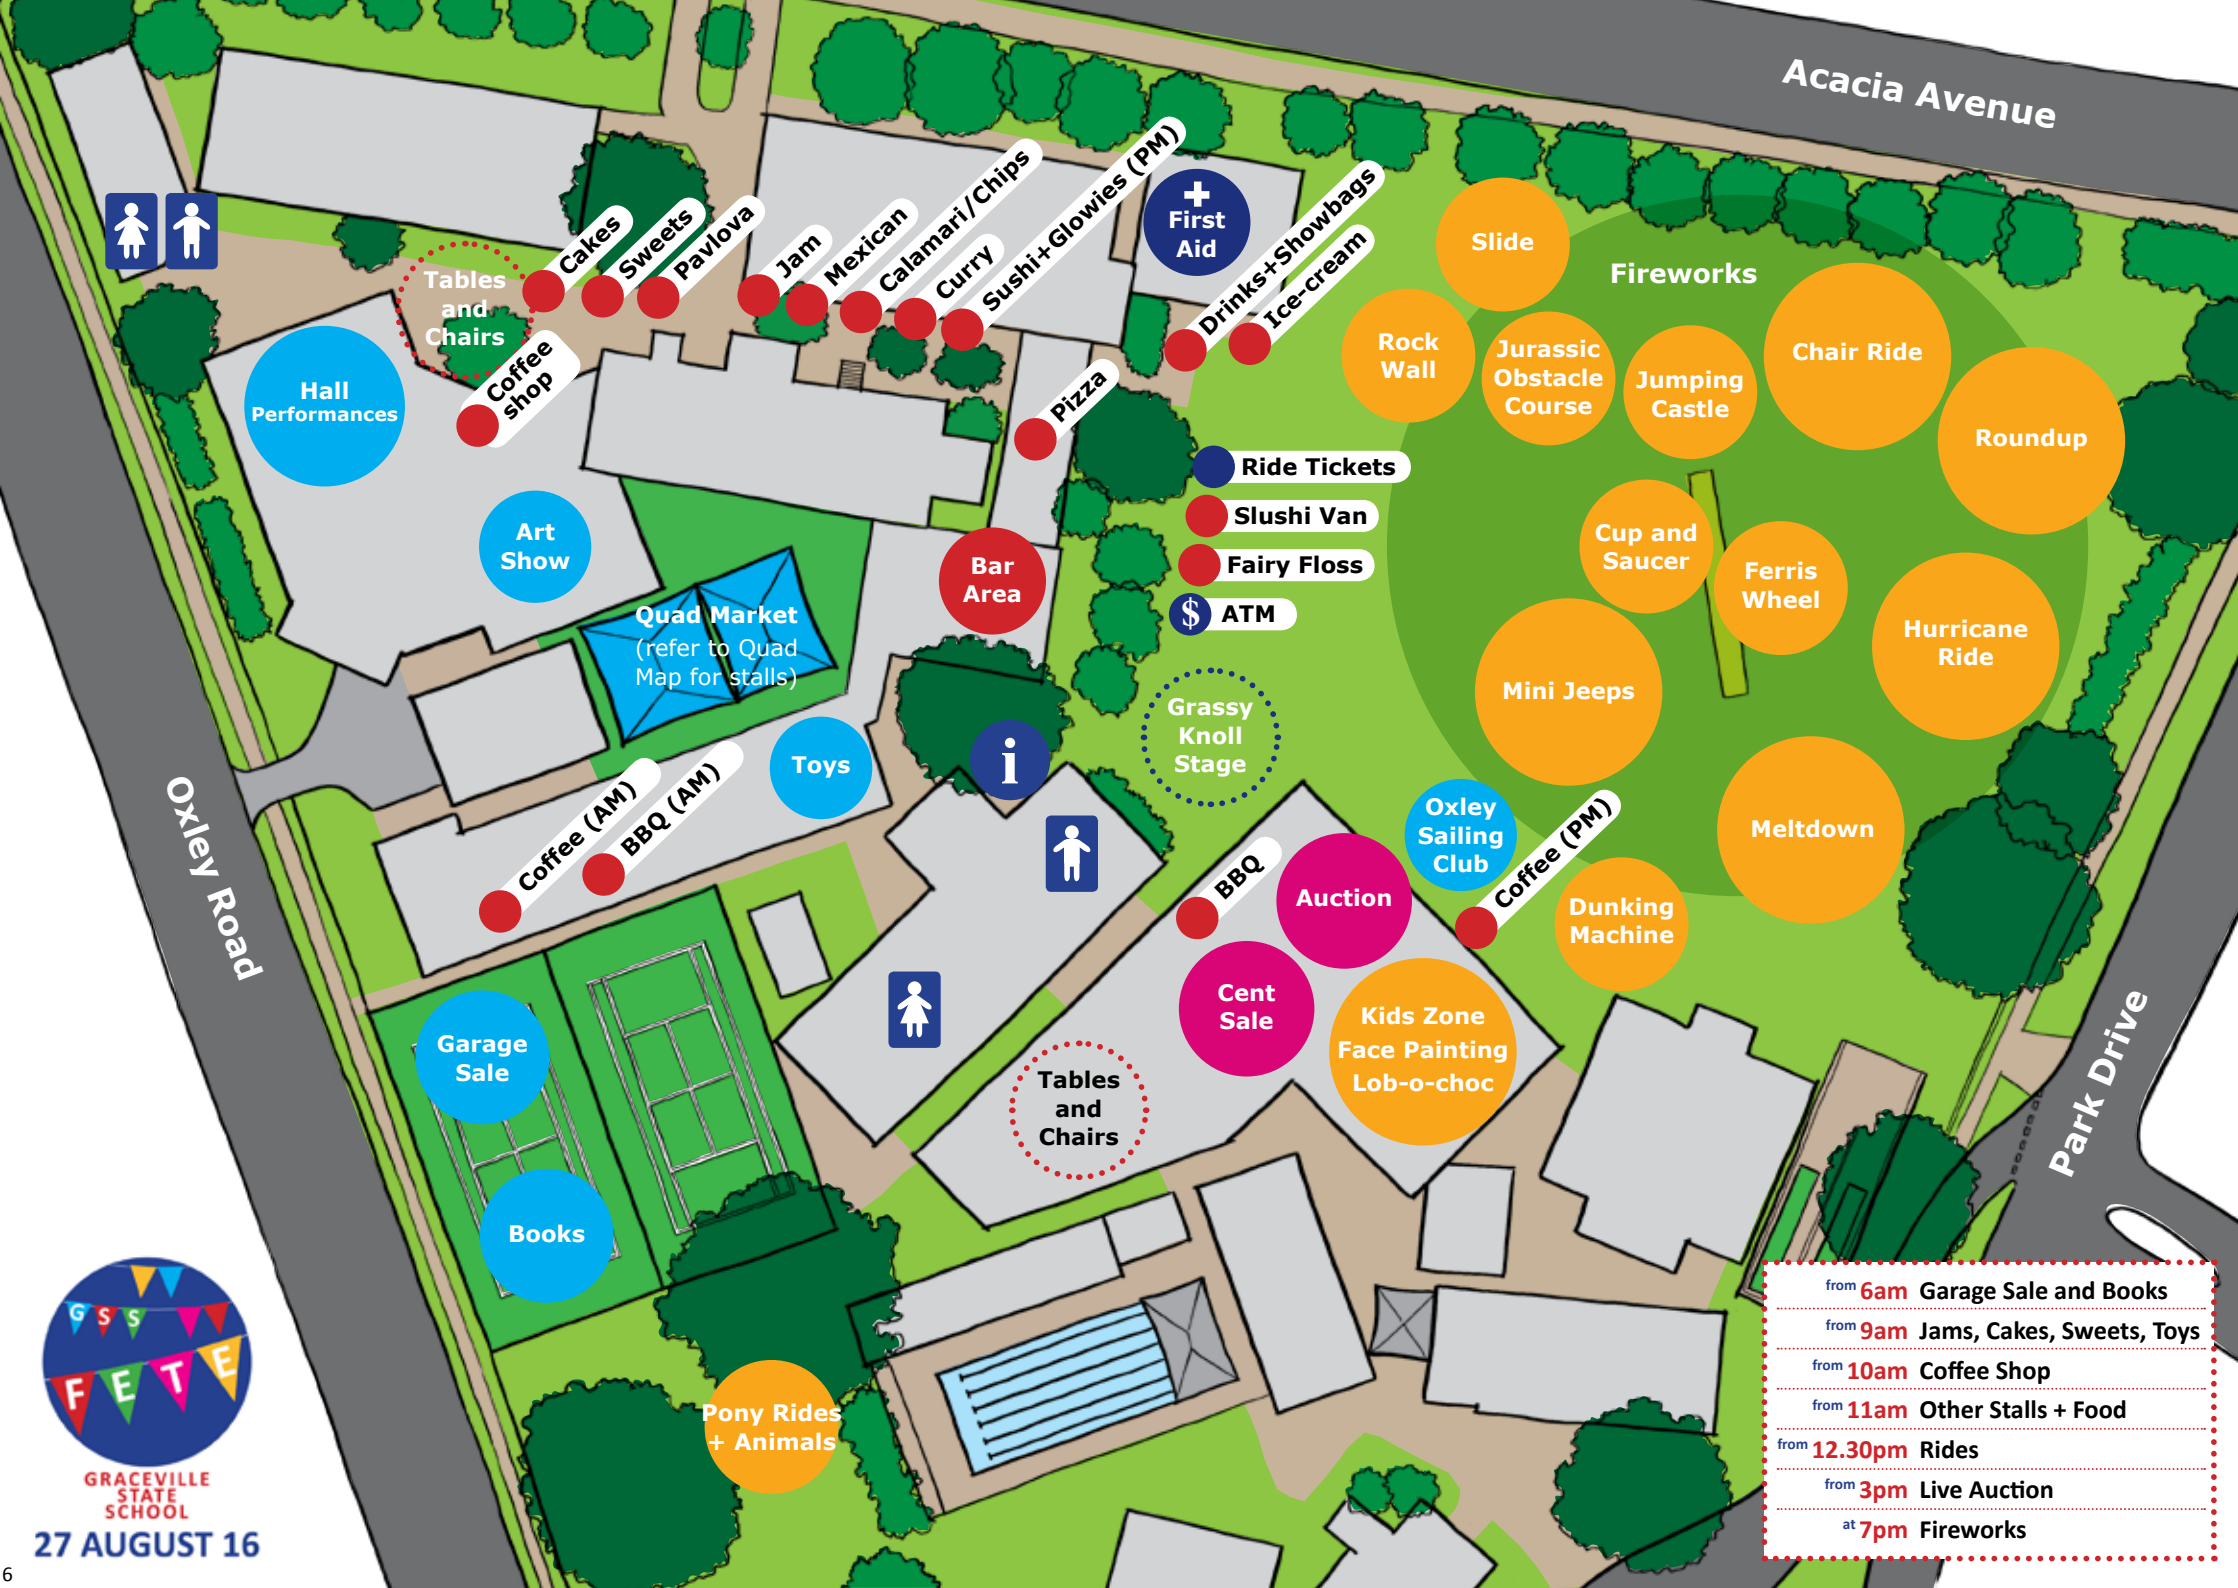 Acacia Avenue
Oxley Road
Park Drive
Cakes
Sweets
Pavlova
Jam
Mexican
Calamari/Chips
Curry
Sushi+Glowies (PM)
First
Aid
Drinks+Showbags
Ice-cream
Tables
and
Chairs
Coffee
shop
Hall
Performances
Art
Show
Pizza
Ride Tickets
Slushi Van
Fairy Floss
$ ATM
Bar
Area
Quad Market
(refer to Quad
Map for stalls)
Toys
i
Coffee (AM)
BBQ (AM)
Grassy
Knoll
Stage
Slide
Fireworks
Rock
Wall
Jurassic
Obstacle
Course
Jumping
Castle
Chair Ride
Roundup
Cup and
Saucer
Ferris
Wheel
Hurricane
Ride
Mini Jeeps
Meltdown
Oxley
Sailing
Club
Coffee (PM)
Dunking
Machine
BBQ
Auction
Cent
Sale
Kids Zone
Face Painting
Lob-o-choc
Tables
and
Chairs
Garage
Sale
Books
Pony Rides
+ Animals
GSS
FETE
GRACEVILLE
STATE
SCHOOL
27 AUGUST 16
from 6am Garage Sale and Books
from 9am Jams, Cakes, Sweets, Toys
from 10am Coffee Shop
from 11am Other Stalls + Food
from 12.30pm Rides
from 3pm Live Auction
at 7pm Fireworks
6